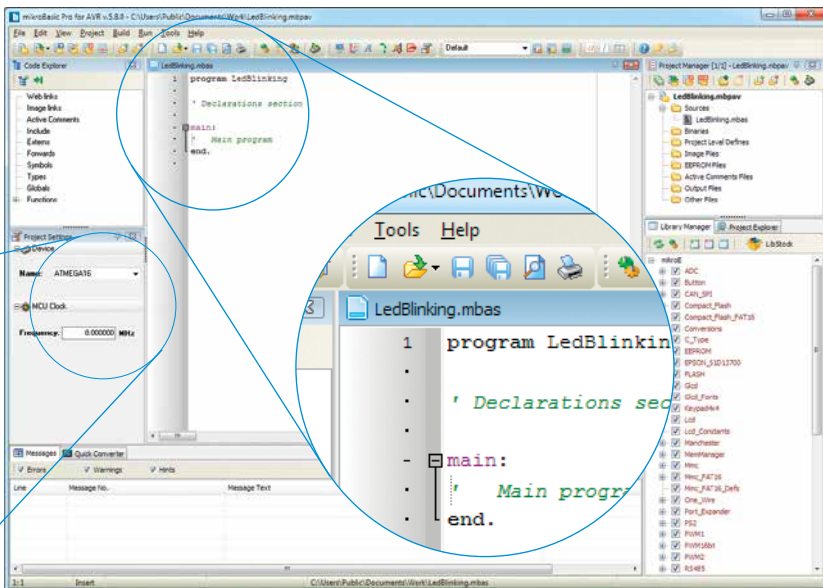 mikroBasic Pro for AVR v.5.8.0 - C:\Users\Public\Documents\Work\LedBlinking.mbpav
File Edit View Project Build Run Tools Help
Default
Code Explorer
Web links
Image links
Active Comments
Include
Externs
Forwards
Symbols
Types
Globals
Functions
Project Settings
Device
Name: ATMEGA16
MCU Clock
Frequency: 8.000000 MHz
LedBlinking.mbas
1 program LedBlinking
' Declarations section
main:
' Main program
end.
Project Manager [1/1] - LedBlinking.mbpav
LedBlinking.mbpav
Sources
LedBlinking.mbas
Binaries
Project Level Defines
Image Files
EEPROM Files
Active Comments Files
Output Files
Other Files
Library Manager Project Explorer
LibStock
mikroE
ADC
Button
CAN_SPI
Compact_Flash
Compact_Flash_FAT16
Conversions
C_Type
EEPROM
EPSON_S1D13700
FLASH
Glcd
Glcd_Fonts
Keypad4x4
Lcd
Lcd_Constants
Manchester
MemManager
Mmc
Mmc_FAT16
Mmc_FAT16_Defs
One_Wire
Port_Expander
PS2
PWM1
PWM16bit
PWM2
RS485
lic\Documents\Wo
Tools Help
LedBlinking.mbas
1 program LedBlinkin
' Declarations sec
main:
' Main progra
end.
Messages Quick Converter
Errors Warnings Hints
Line Message No. Message Text
1:1 Insert C:\Users\Public\Documents\Work\LedBlinking.mbas